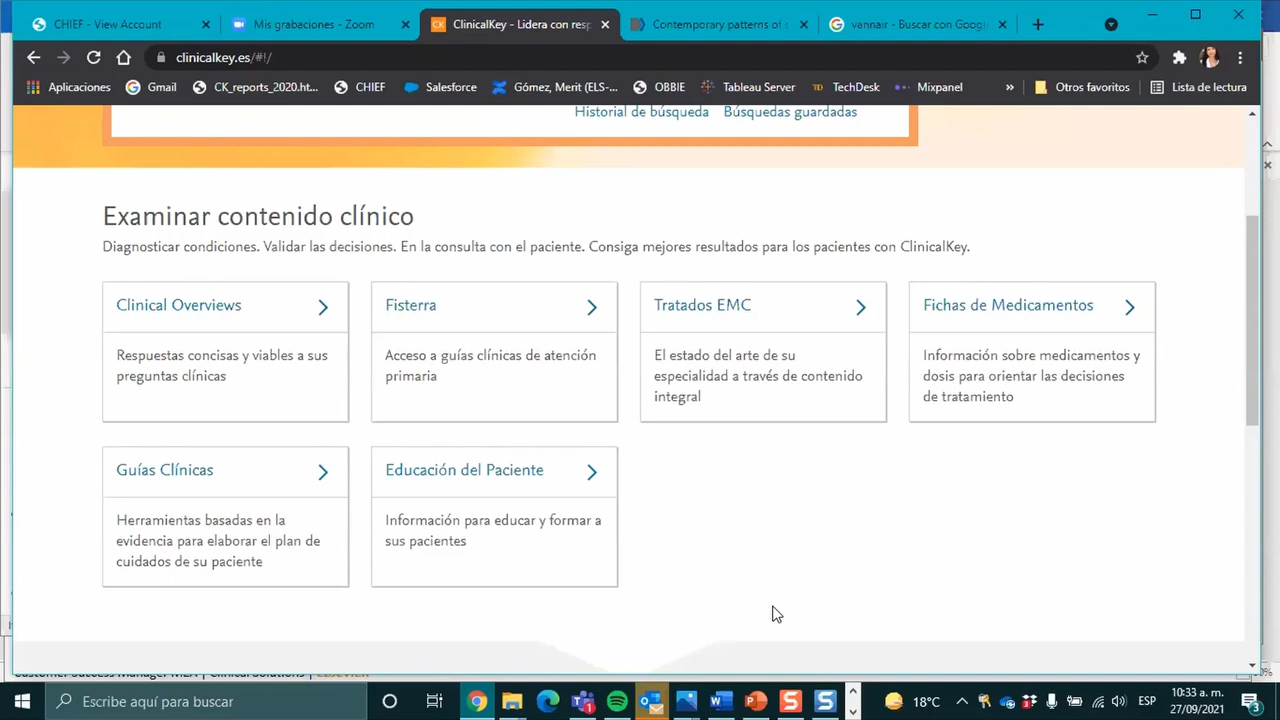 CHIEF - View Account
Mis grabaciones - Zoom
ClinicalKey - Lidera con resp
Contemporary patterns of s
vannair - Buscar con Googl
clinicalkey.es/#!/
Aplicaciones
Gmail
CK_reports_2020.ht...
CHIEF
Salesforce
Gómez, Merit (ELS-...
OBBIE
Tableau Server
TD TechDesk
Mixpanel
»
Otros favoritos
Lista de lectura
Historial de búsqueda Búsquedas guardadas
Examinar contenido clínico
Diagnosticar condiciones. Validar las decisiones. En la consulta con el paciente. Consiga mejores resultados para los pacientes con ClinicalKey.
Clinical Overviews
Respuestas concisas y viables a sus
preguntas clínicas
Fisterra
Acceso a guías clínicas de atención
primaria
Tratados EMC
El estado del arte de su
especialidad a través de contenido
integral
Fichas de Medicamentos
Información sobre medicamentos y
dosis para orientar las decisiones
de tratamiento
Guías Clínicas
Herramientas basadas en la
evidencia para elaborar el plan de
cuidados de su paciente
Educación del Paciente
Información para educar y formar a
sus pacientes
Escribe aquí para buscar
18°C
ESP
10:33 a. m.
27/09/2021
3